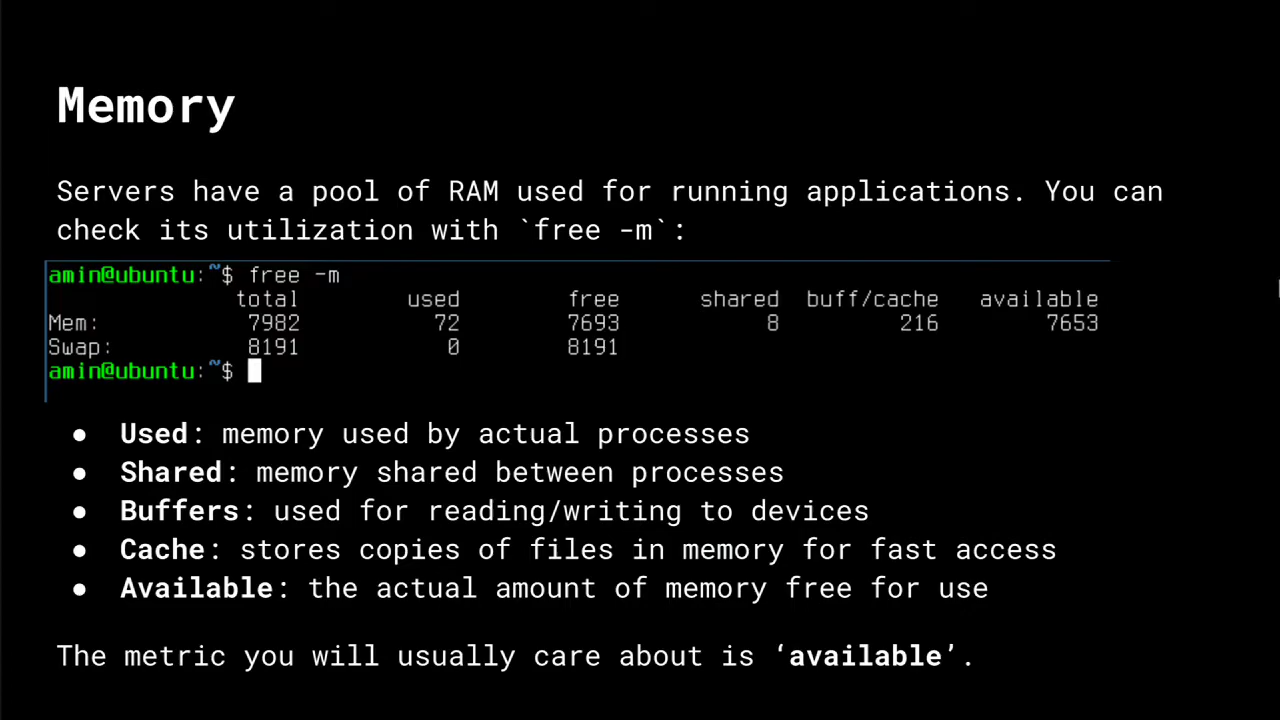 Memory
Servers have a pool of RAM used for running applications. You can
check its utilization with `free -m`:
amin@ubuntu:~$ free -m
total used free shared buff/cache available
Mem: 7982 72 7693 8 216 7653
Swap: 8191 0 8191
amin@ubuntu:~$
● Used: memory used by actual processes
● Shared: memory shared between processes
● Buffers: used for reading/writing to devices
● Cache: stores copies of files in memory for fast access
● Available: the actual amount of memory free for use
The metric you will usually care about is ‘available’.